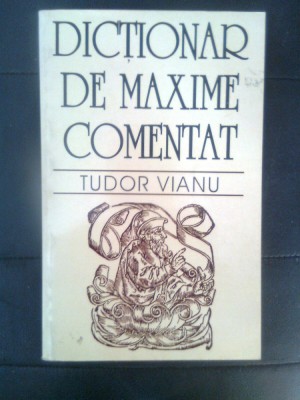 DICȚIONAR
DE MAXIME
COMENTAT
TUDOR VIANU